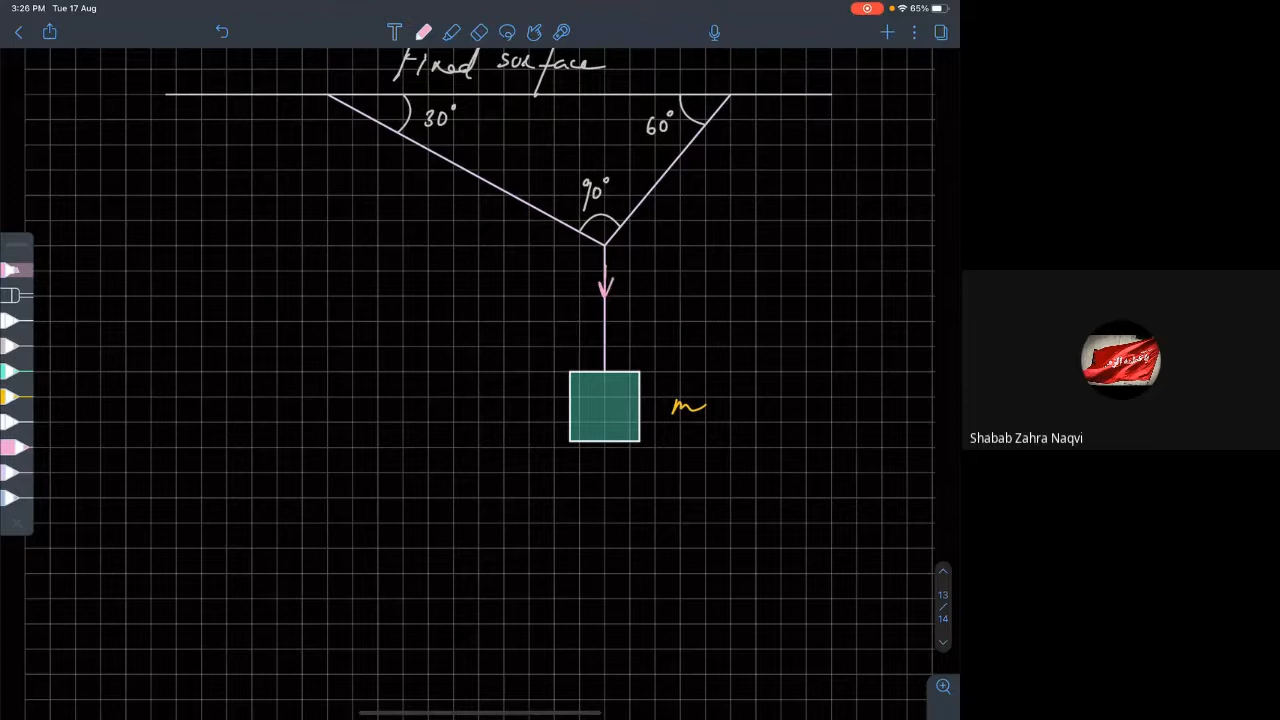 3:26 PM Tue 17 Aug
65%
Fixed surface
30°
60°
90°
m
13
/
14
Shabab Zahra Naqvi